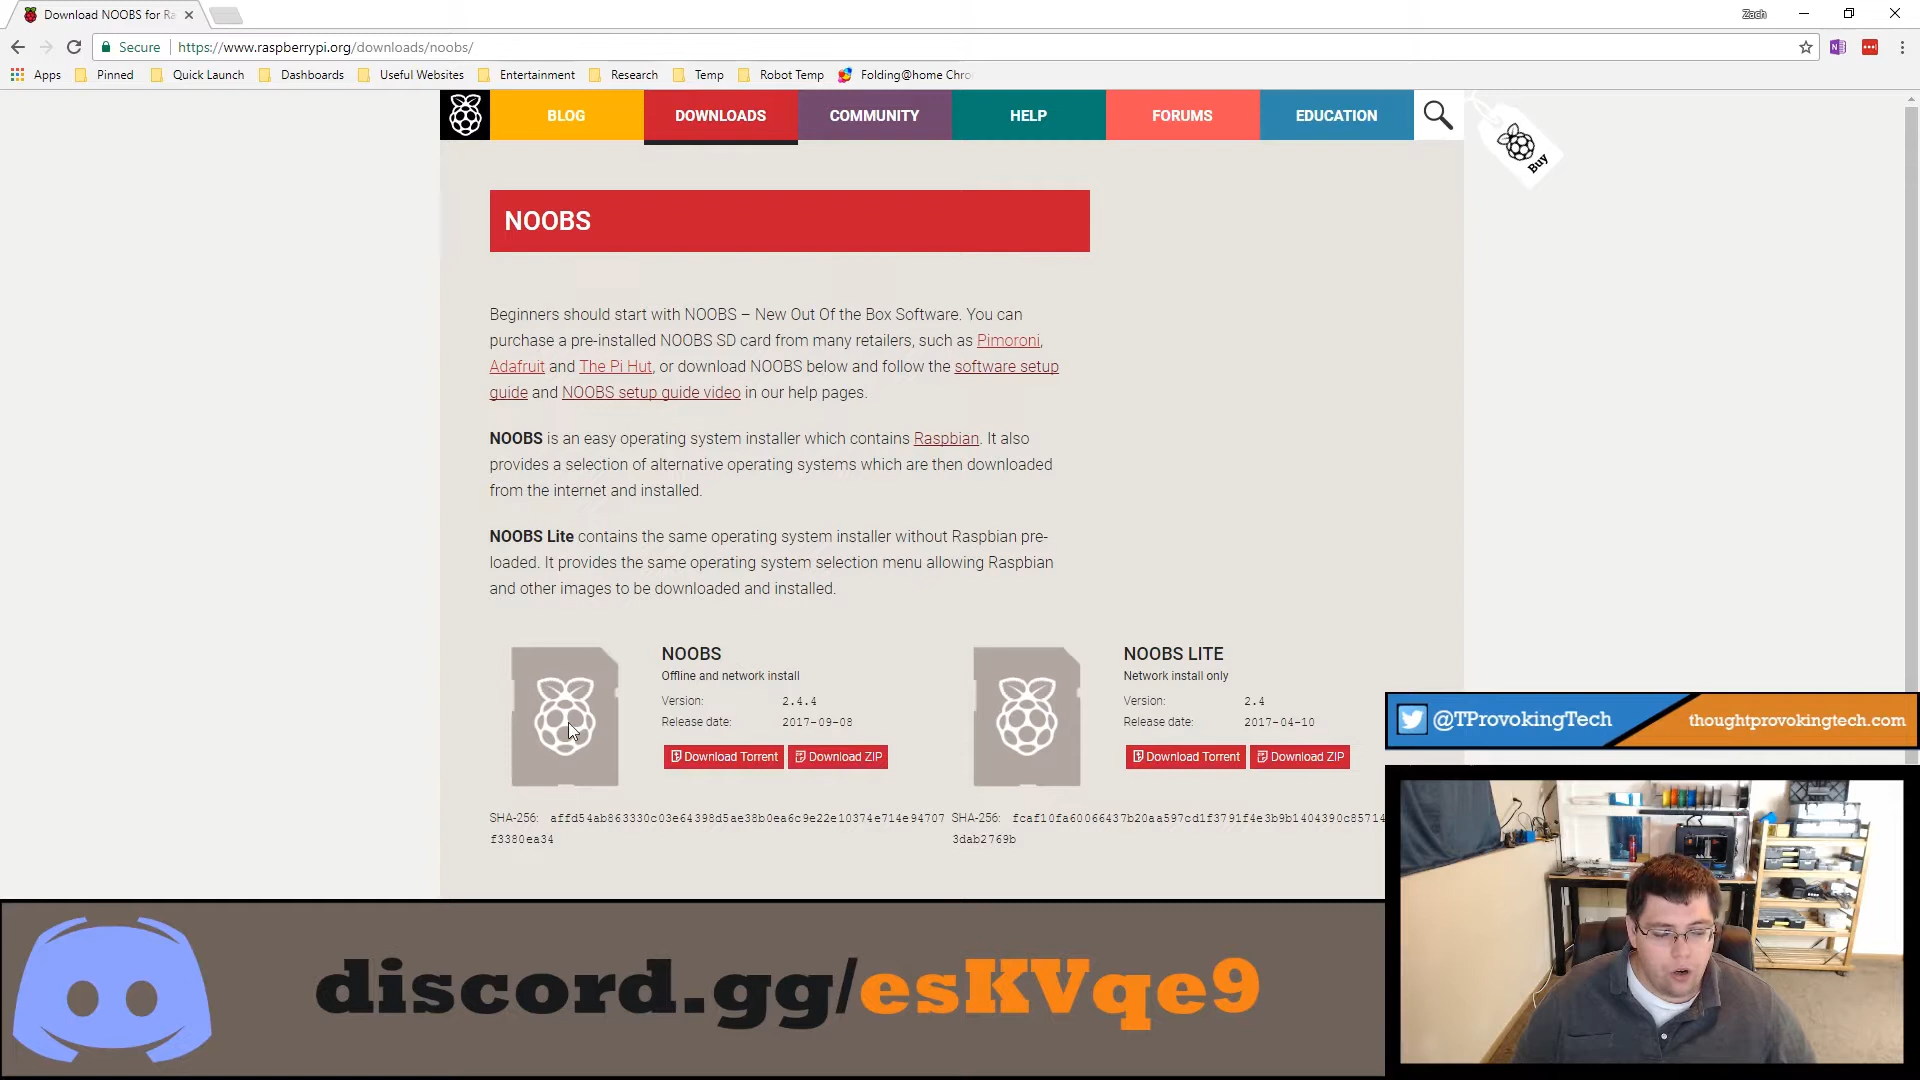 Download NOOBS for Ra
Zach
Secure https://www.raspberrypi.org/downloads/noobs/
Apps Pinned Quick Launch Dashboards Useful Websites Entertainment Research Temp Robot Temp Folding@home Chro
BLOG DOWNLOADS COMMUNITY HELP FORUMS EDUCATION
Buy
NOOBS
Beginners should start with NOOBS – New Out Of the Box Software. You can
purchase a pre-installed NOOBS SD card from many retailers, such as Pimoroni,
Adafruit and The Pi Hut, or download NOOBS below and follow the software setup
guide and NOOBS setup guide video in our help pages.
NOOBS is an easy operating system installer which contains Raspbian. It also
provides a selection of alternative operating systems which are then downloaded
from the internet and installed.
NOOBS Lite contains the same operating system installer without Raspbian pre-
loaded. It provides the same operating system selection menu allowing Raspbian
and other images to be downloaded and installed.
NOOBS
Offline and network install
Version: 2.4.4
Release date: 2017-09-08
Download Torrent Download ZIP
SHA-256: affd54ab863330c03e64398d5ae38b0ea6c9e22e10374e714e94707
f3380ea34
NOOBS LITE
Network install only
Version: 2.4
Release date: 2017-04-10
Download Torrent Download ZIP
SHA-256: fcaf10fa60066437b20aa597cd1f3791f4e3b9b1404390c85714
3dab2769b
@TProvokingTech thoughtprovokingtech.com
discord.gg/esKVqe9